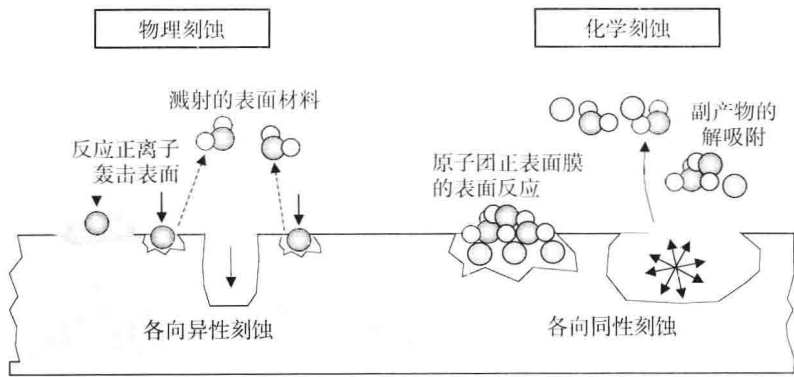 物理刻蚀
化学刻蚀
溅射的表面材料
反应正离子
轰击表面
原子团正表面膜
的表面反应
副产物的
解吸附
各向异性刻蚀
各向同性刻蚀